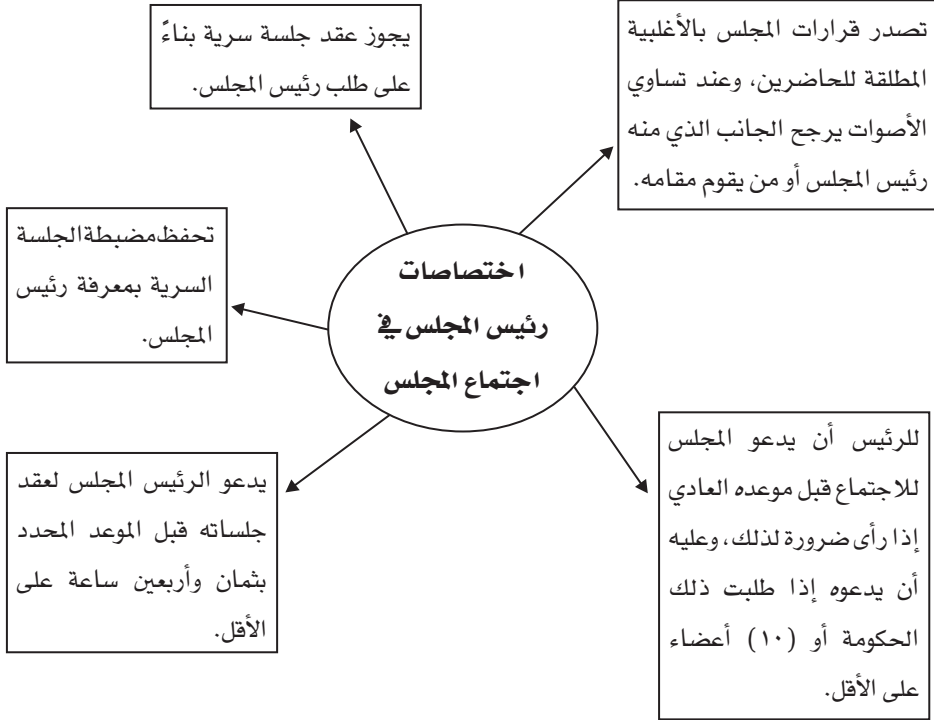 تصدر قرارات المجلس بالأغلبية
المطلقة للحاضرين، وعند تساوي
الأصوات يرجح الجانب الذي منه
رئيس المجلس أو من يقوم مقامه.
يجوز عقد جلسة سرية بناءً
على طلب رئيس المجلس.
تحفظ مضبطة الجلسة
السرية بمعرفة رئيس
المجلس.
اختصاصات
رئيس المجلس في
اجتماع المجلس
للرئيس أن يدعو المجلس
للاجتماع قبل موعده العادي
إذا رأى ضرورة لذلك، وعليه
أن يدعوه إذا طلبت ذلك
الحكومة أو (١٠) أعضاء
على الأقل.
يدعو الرئيس المجلس لعقد
جلساته قبل الموعد المحدد
بثمان وأربعين ساعة على
الأقل.